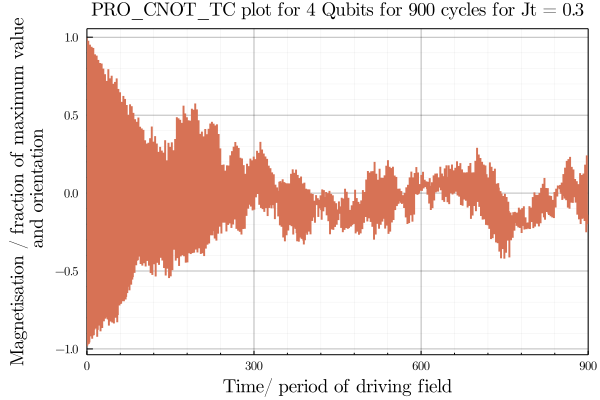 PRO_CNOT_TC plot for 4 Qubits for 900 cycles for Jt = 0.3
Magnetisation / fraction of maximum value
and orientation
1.0
0.5
0.0
−0.5
−1.0
0
300
600
900
Time/ period of driving field